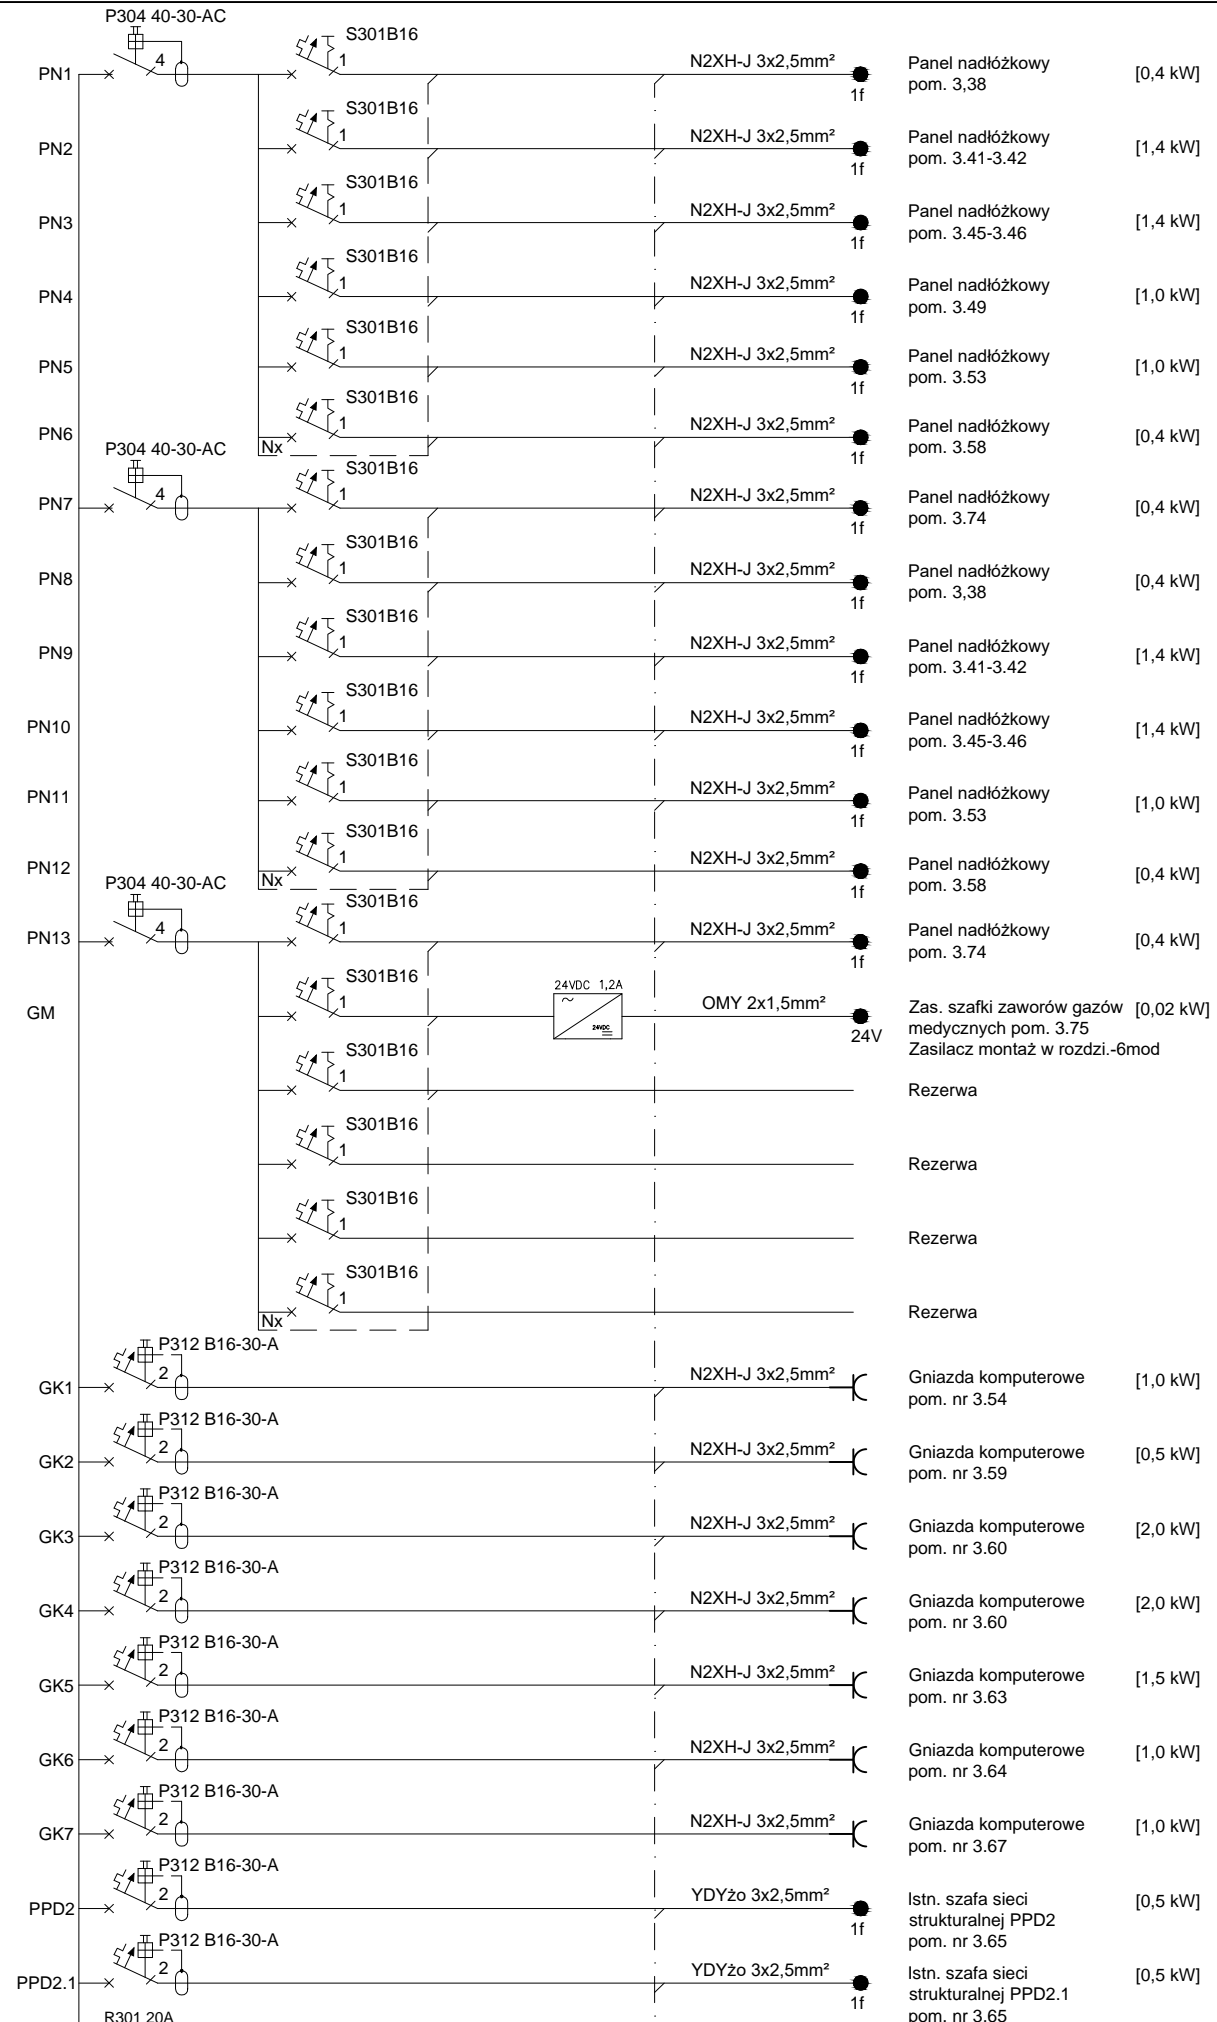 P304 40-30-AC
4
S301B16
1
PN1
N2XH-J 3x2,5mm²
1f
Panel nadłóżkowy
pom. 3,38
[0,4 kW]
S301B16
1
PN2
N2XH-J 3x2,5mm²
1f
Panel nadłóżkowy
pom. 3.41-3.42
[1,4 kW]
S301B16
1
PN3
N2XH-J 3x2,5mm²
1f
Panel nadłóżkowy
pom. 3.45-3.46
[1,4 kW]
S301B16
1
PN4
N2XH-J 3x2,5mm²
1f
Panel nadłóżkowy
pom. 3.49
[1,0 kW]
S301B16
1
PN5
N2XH-J 3x2,5mm²
1f
Panel nadłóżkowy
pom. 3.53
[1,0 kW]
S301B16
1
PN6
Nx
N2XH-J 3x2,5mm²
1f
Panel nadłóżkowy
pom. 3.58
[0,4 kW]
P304 40-30-AC
4
S301B16
1
PN7
N2XH-J 3x2,5mm²
1f
Panel nadłóżkowy
pom. 3.74
[0,4 kW]
S301B16
1
PN8
N2XH-J 3x2,5mm²
1f
Panel nadłóżkowy
pom. 3,38
[0,4 kW]
S301B16
1
PN9
N2XH-J 3x2,5mm²
1f
Panel nadłóżkowy
pom. 3.41-3.42
[1,4 kW]
S301B16
1
PN10
N2XH-J 3x2,5mm²
1f
Panel nadłóżkowy
pom. 3.45-3.46
[1,4 kW]
S301B16
1
PN11
N2XH-J 3x2,5mm²
1f
Panel nadłóżkowy
pom. 3.53
[1,0 kW]
S301B16
1
PN12
Nx
N2XH-J 3x2,5mm²
1f
Panel nadłóżkowy
pom. 3.58
[0,4 kW]
P304 40-30-AC
4
S301B16
1
PN13
N2XH-J 3x2,5mm²
1f
Panel nadłóżkowy
pom. 3.74
[0,4 kW]
S301B16
1
GM
24VDC 1,2A
24VDC
OMY 2x1,5mm²
24V
Zas. szafki zaworów gazów
medycznych pom. 3.75
Zasilacz montaż w rozdzi.-6mod
[0,02 kW]
S301B16
1
Rezerwa
S301B16
1
Rezerwa
S301B16
1
Rezerwa
S301B16
1
Nx
Rezerwa
P312 B16-30-A
2
GK1
N2XH-J 3x2,5mm²
Gniazda komputerowe
pom. nr 3.54
[1,0 kW]
P312 B16-30-A
2
GK2
N2XH-J 3x2,5mm²
Gniazda komputerowe
pom. nr 3.59
[0,5 kW]
P312 B16-30-A
2
GK3
N2XH-J 3x2,5mm²
Gniazda komputerowe
pom. nr 3.60
[2,0 kW]
P312 B16-30-A
2
GK4
N2XH-J 3x2,5mm²
Gniazda komputerowe
pom. nr 3.60
[2,0 kW]
P312 B16-30-A
2
GK5
N2XH-J 3x2,5mm²
Gniazda komputerowe
pom. nr 3.63
[1,5 kW]
P312 B16-30-A
2
GK6
N2XH-J 3x2,5mm²
Gniazda komputerowe
pom. nr 3.64
[1,0 kW]
P312 B16-30-A
2
GK7
N2XH-J 3x2,5mm²
Gniazda komputerowe
pom. nr 3.67
[1,0 kW]
P312 B16-30-A
2
PPD2
YDYżo 3x2,5mm²
1f
Istn. szafa sieci
strukturalnej PPD2
pom. nr 3.65
[0,5 kW]
P312 B16-30-A
2
PPD2.1
YDYżo 3x2,5mm²
1f
Istn. szafa sieci
strukturalnej PPD2.1
pom. nr 3.65
[0,5 kW]
R301 20A